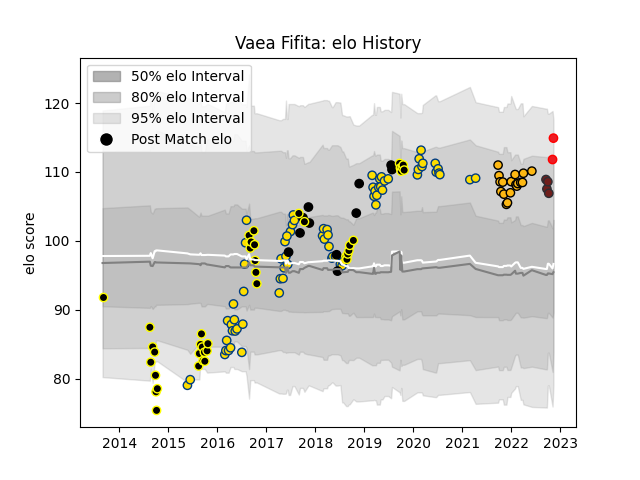 Vaea Fifita: elo History
50% elo Interval
80% elo Interval
95% elo Interval
Post Match elo
elo score
120
110
100
90
80
2014 2015 2016 2017 2018 2019 2020 2021 2022 2023